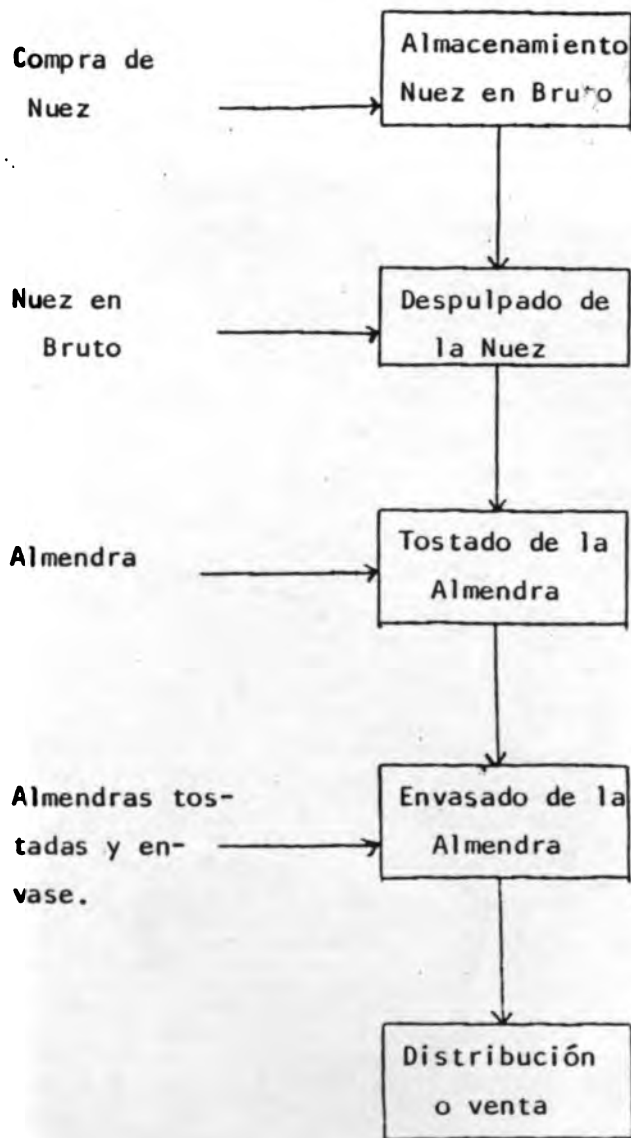 Compra de
Nuez
Almacenamiento
Nuez en Bruto
Nuez en
Bruto
Despulpado de
la Nuez
Almendra
Tostado de la
Almendra
Almendras tos-
tadas y en-
vase.
Envasado de la
Almendra
Distribución
o venta